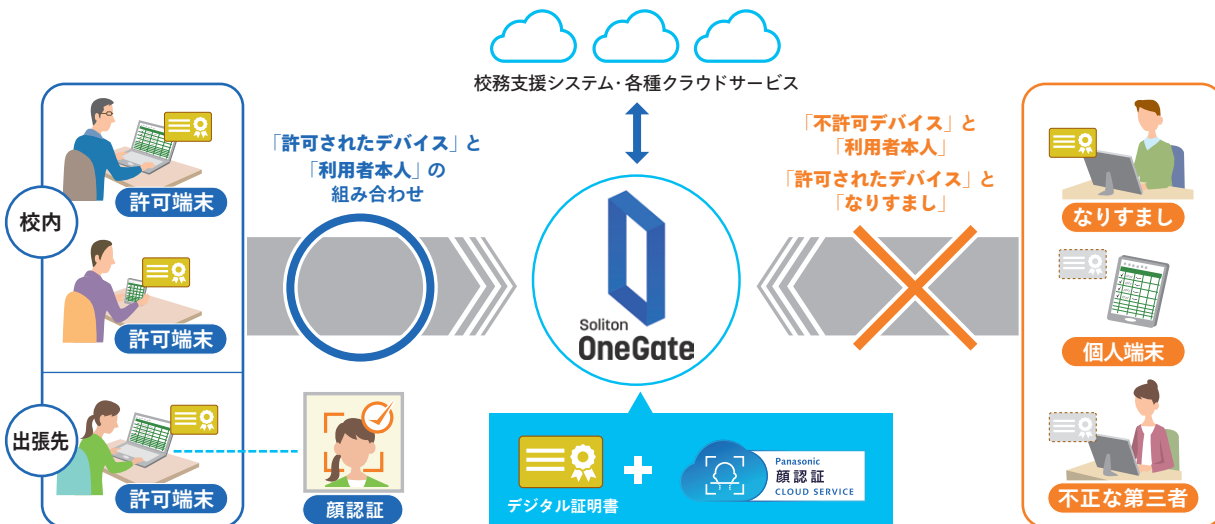 校務支援システム・各種クラウドサービス
校内
許可端末
許可端末
出張先
許可端末
「許可されたデバイス」と
「利用者本人」の
組み合わせ
顔認証
Soliton
OneGate
デジタル証明書
+
Panasonic
顔認証
CLOUD SERVICE
「不許可デバイス」と
「利用者本人」
「許可されたデバイス」と
「なりすまし」
なりすまし
個人端末
不正な第三者